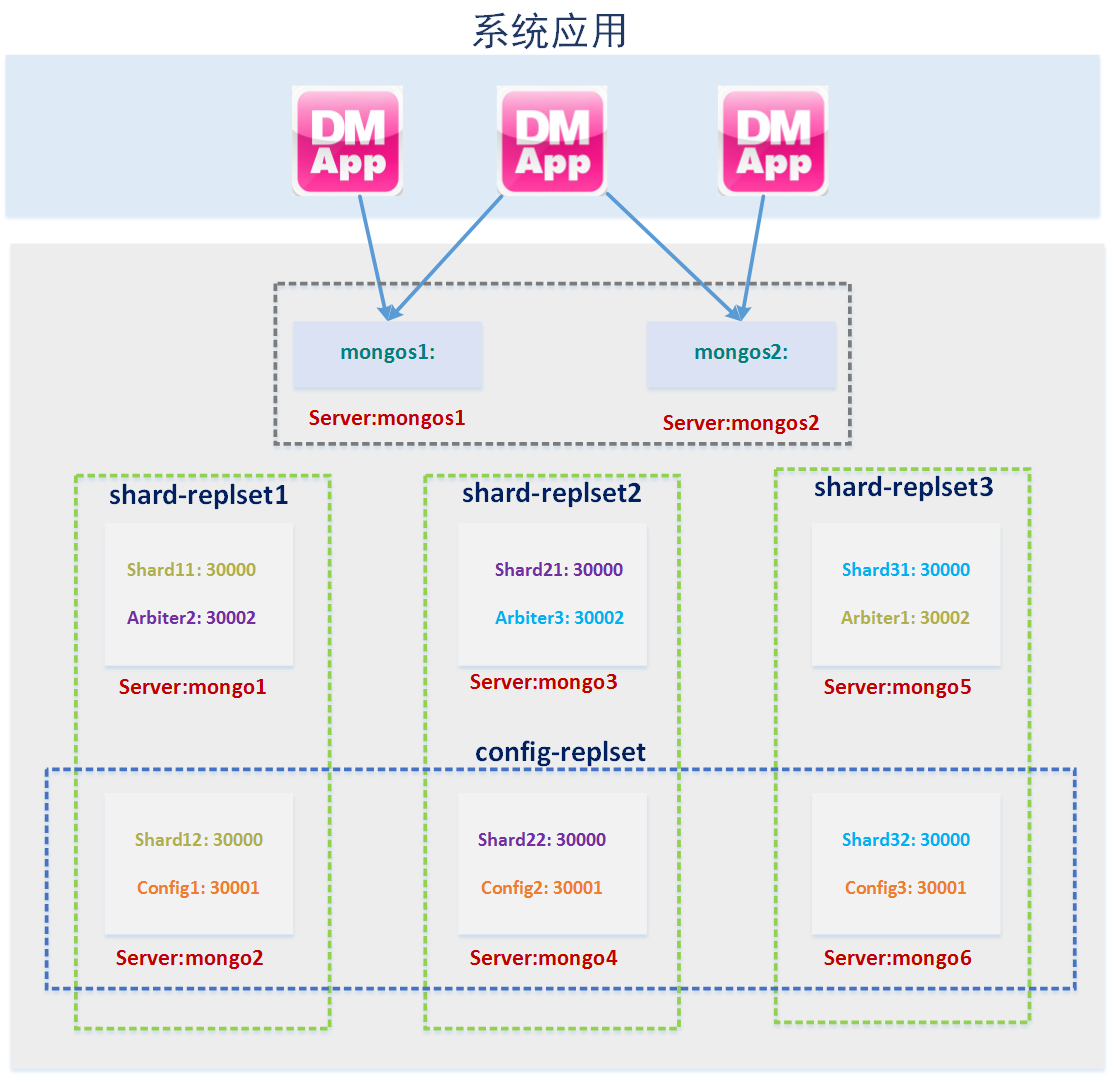 系统应用
DM
App
DM
App
DM
App
mongos1:
mongos2:
Server:mongos1
Server:mongos2
shard-replset1
shard-replset2
shard-replset3
Shard11: 30000
Shard21: 30000
Shard31: 30000
Arbiter2: 30002
Arbiter3: 30002
Arbiter1: 30002
Server:mongo1
Server:mongo3
Server:mongo5
config-replset
Shard12: 30000
Shard22: 30000
Shard32: 30000
Config1: 30001
Config2: 30001
Config3: 30001
Server:mongo2
Server:mongo4
Server:mongo6